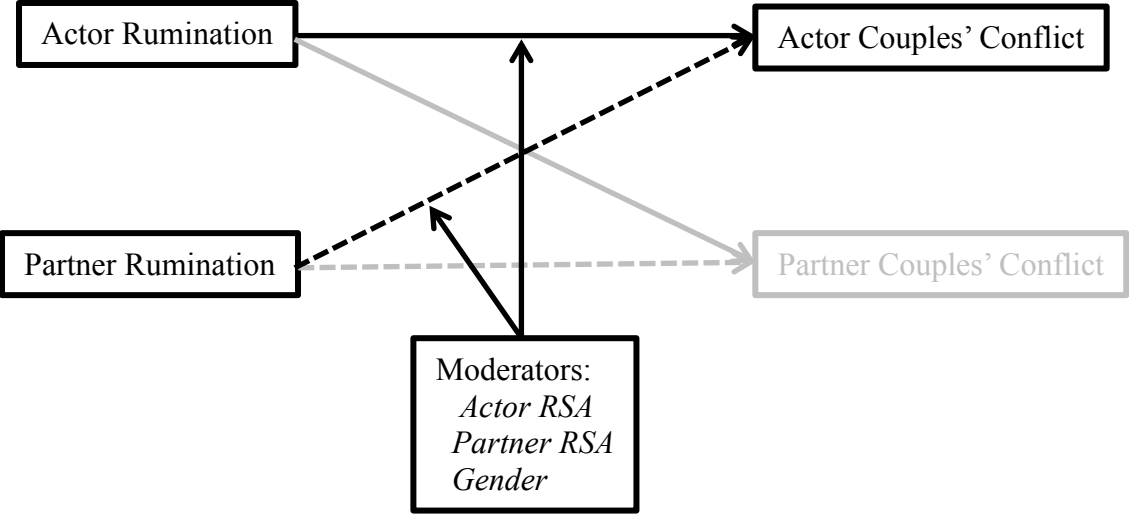 Actor Rumination
Actor Couples’ Conflict
Partner Rumination
Partner Couples’ Conflict
Moderators:
Actor RSA
Partner RSA
Gender